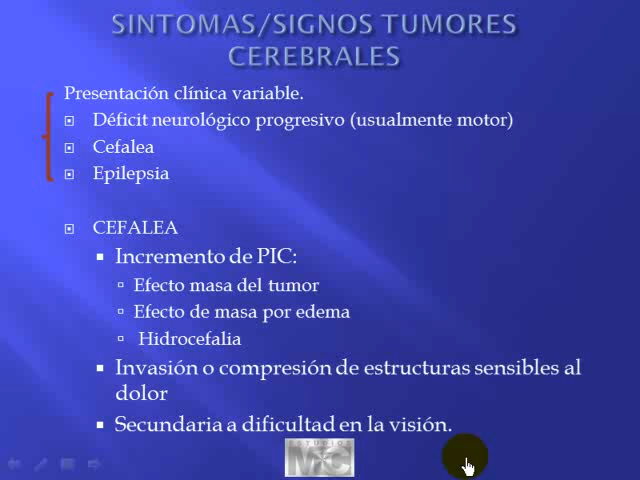 SINTOMAS/SIGNOS TUMORES
CEREBRALES
Presentación clínica variable.
Déficit neurológico progresivo (usualmente motor)
Cefalea
Epilepsia
CEFALEA
Incremento de PIC:
Efecto masa del tumor
Efecto de masa por edema
Hidrocefalia
Invasión o compresión de estructuras sensibles al
dolor
Secundaria a dificultad en la visión.
ESTUDIOS